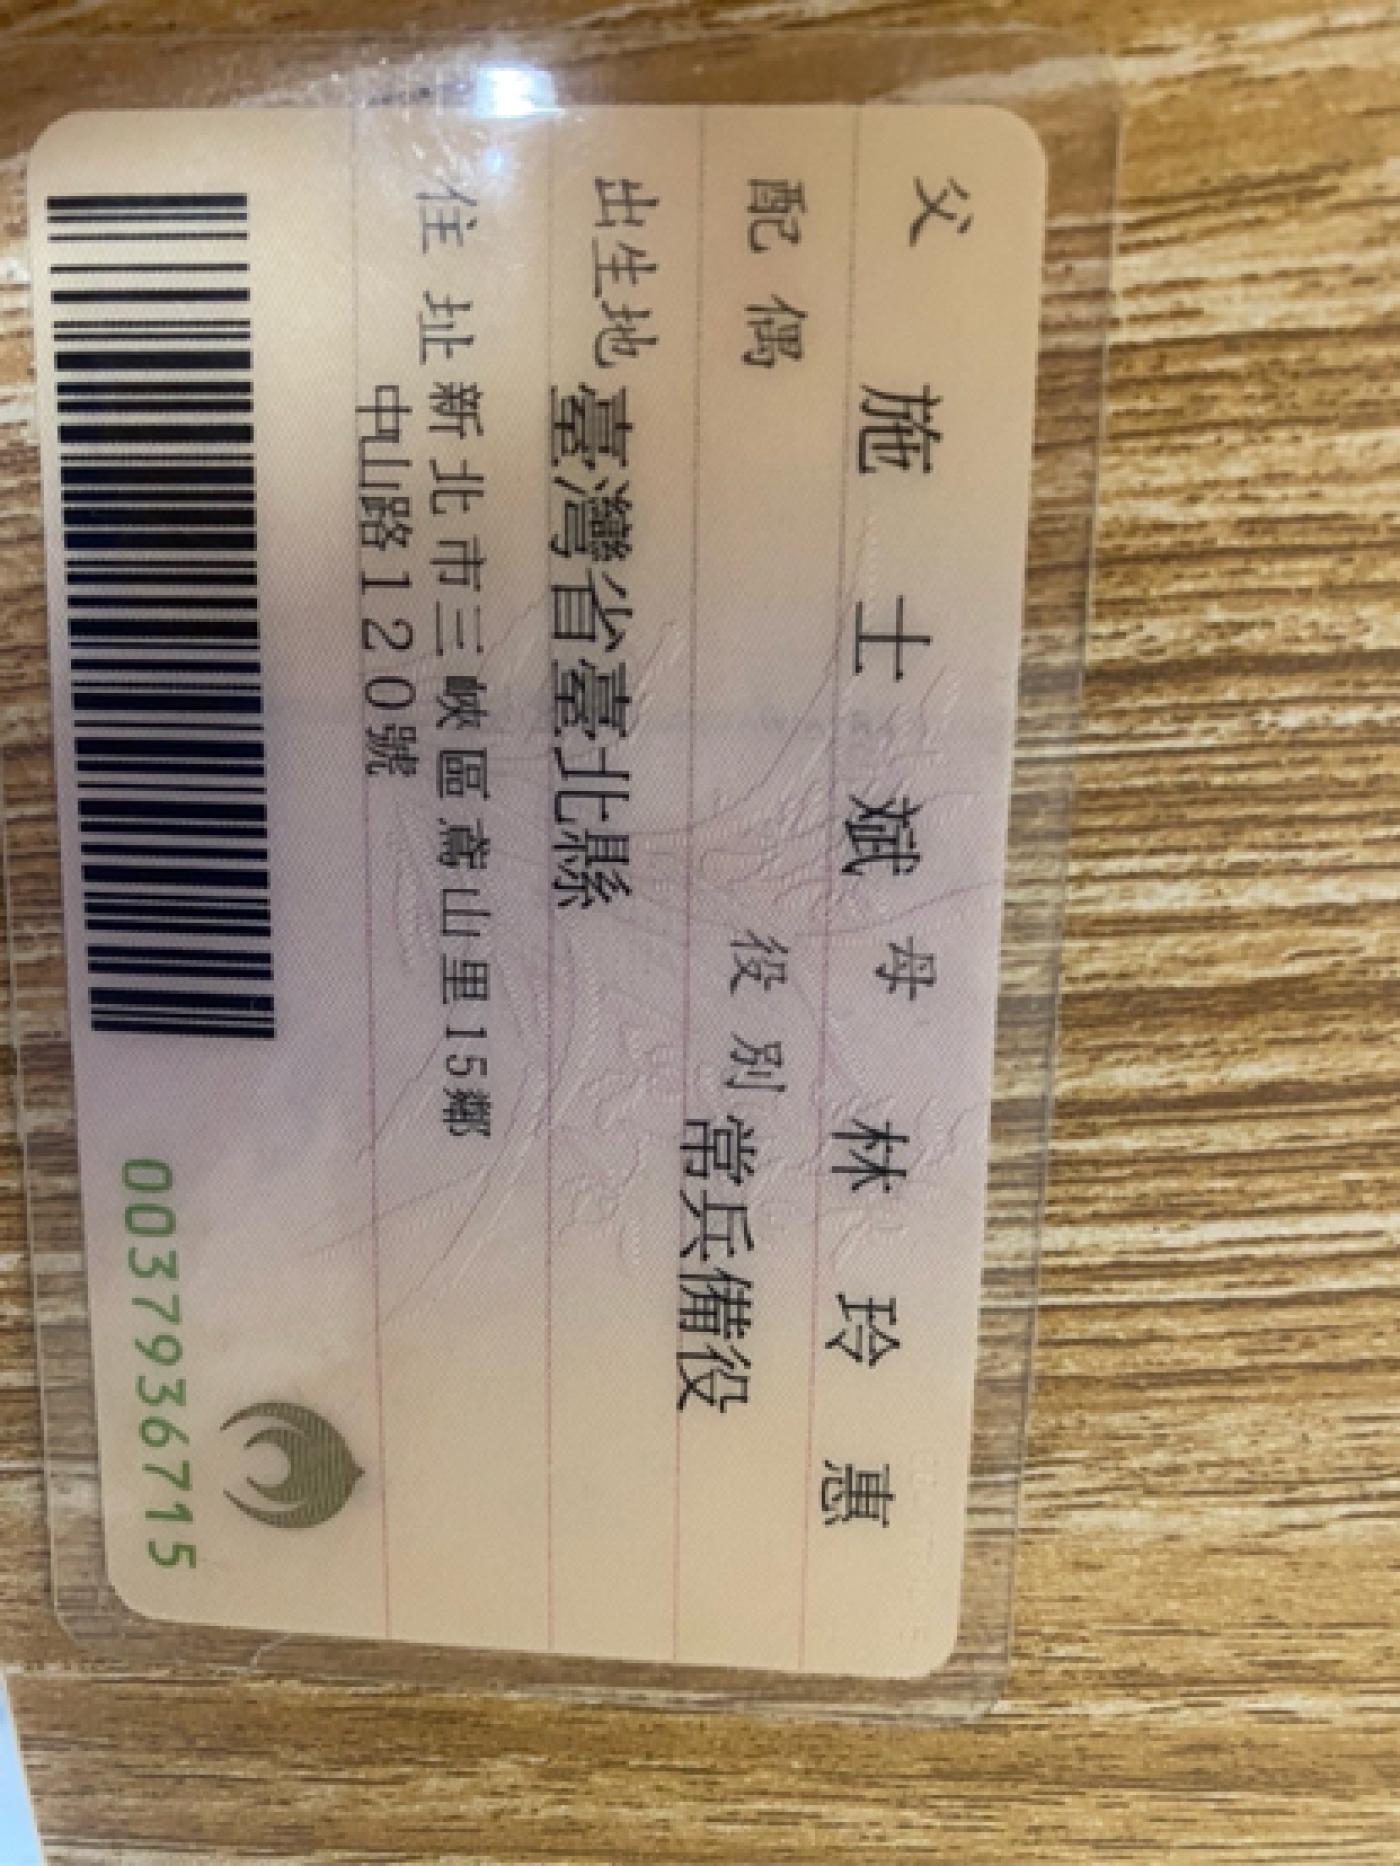 父 施士斌 母 林玲惠
配偶 役別 常兵備役
出生地 臺灣省臺北縣
住址 新北市三峽區鳶山里15鄰
中山路120號
0037936715